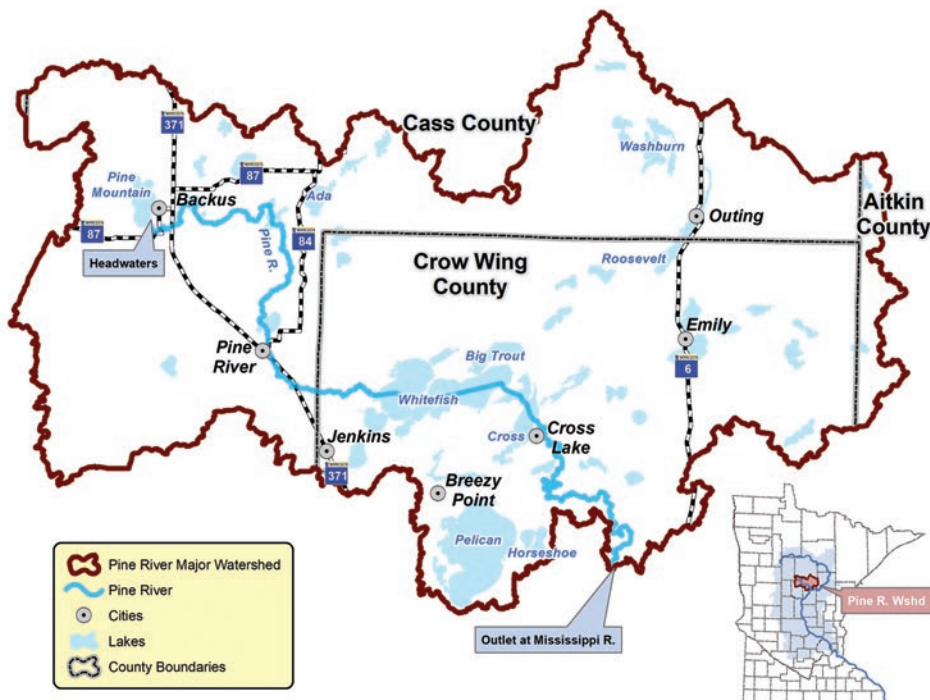 Cass County
371
Washburn
Pine
Mountain
87
Backus
Ada
Aitkin
County
Outing
87
Pine R.
84
Headwaters
Roosevelt
Crow Wing
County
Emily
Pine
River
Big Trout
6
Whitefish
Cross
Cross
Lake
Jenkins
371
Breezy
Point
Pelican
Horseshoe
Pine River Major Watershed
Pine River
Cities
Lakes
County Boundaries
Outlet at Mississippi R.
Pine R. Wshd